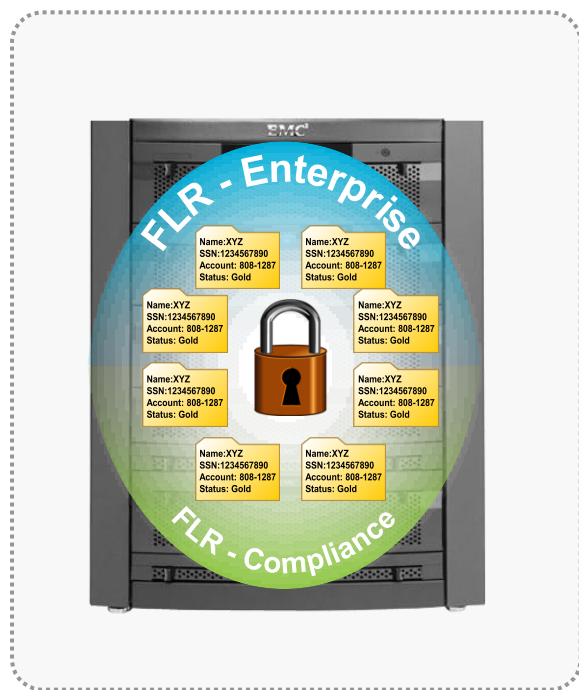 EMC²
FLR - Enterprise
Name:XYZ
SSN:1234567890
Account: 808-1287
Status: Gold
Name:XYZ
SSN:1234567890
Account: 808-1287
Status: Gold
Name:XYZ
SSN:1234567890
Account: 808-1287
Status: Gold
Name:XYZ
SSN:1234567890
Account: 808-1287
Status: Gold
Name:XYZ
SSN:1234567890
Account: 808-1287
Status: Gold
Name:XYZ
SSN:1234567890
Account: 808-1287
Status: Gold
Name:XYZ
SSN:1234567890
Account: 808-1287
Status: Gold
Name:XYZ
SSN:1234567890
Account: 808-1287
Status: Gold
FLR - Compliance